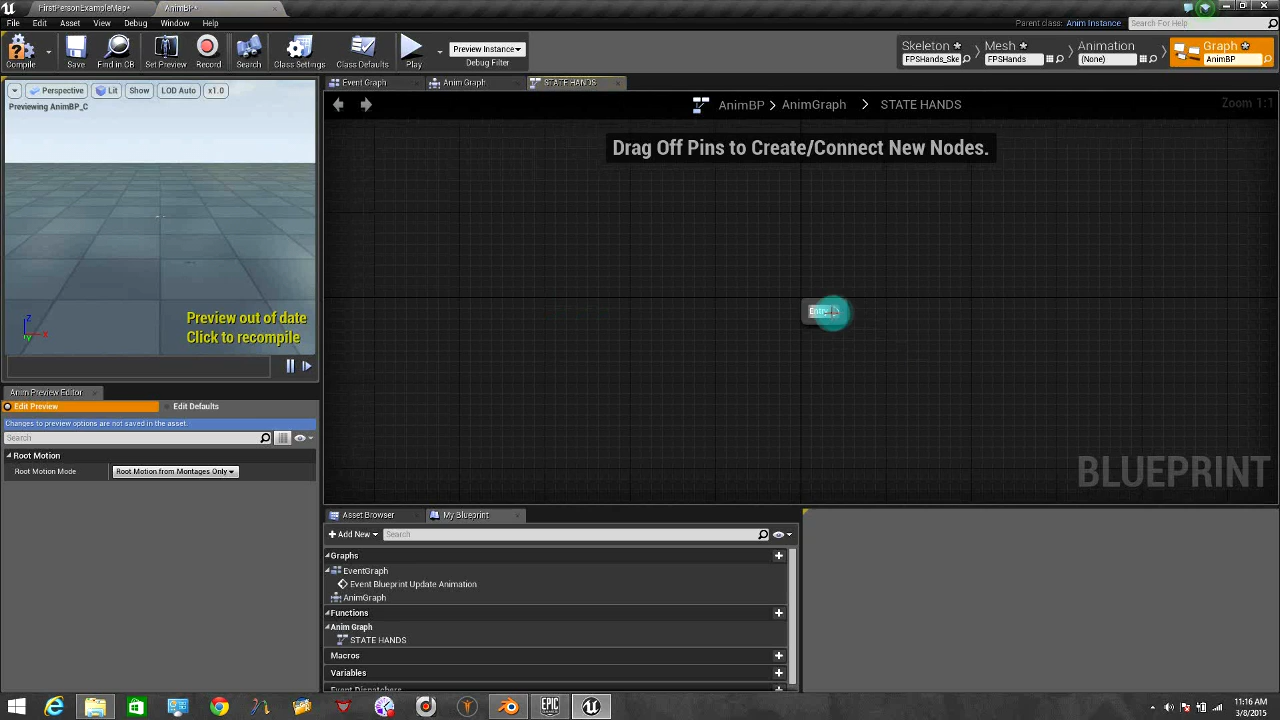 FirstPersonExampleMap*
AnimBP*
File Edit Asset View Debug Window Help
Parent class: Anim Instance
Search For Help
Compile
Save
Find in CB
Set Preview
Record
Search
Class Settings
Class Defaults
Play
Preview Instance
Debug Filter
Skeleton
FPSHands_Ske
Mesh
FPSHands
Animation
(None)
Graph
AnimBP
Perspective Lit Show LOD Auto x1.0
Previewing AnimBP_C
Z
X
Y
Preview out of date
Click to recompile
Anim Preview Editor
Edit Preview
Edit Defaults
Changes to preview options are not saved in the asset.
Search
Root Motion
Root Motion Mode
Root Motion from Montages Only
Event Graph
Anim Graph
STATE HANDS
AnimBP > AnimGraph > STATE HANDS
Zoom 1:1
Drag Off Pins to Create/Connect New Nodes.
BLUEPRINT
Asset Browser
My Blueprint
Add New
Search
Graphs
EventGraph
Event Blueprint Update Animation
AnimGraph
Functions
Anim Graph
STATE HANDS
Macros
Variables
Event Dispatchers
EPIC
GAMES
11:16 AM
3/8/2015